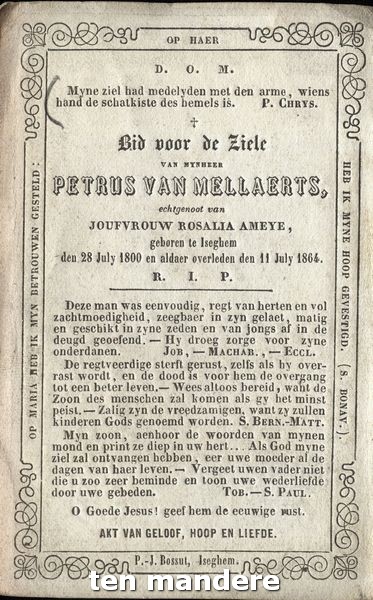 OP HAER
OP MARIA HEB IK MYN BETROUWEN GESTELD:
HEB IK MYNE HOOP GEVESTIGD. (S. BONAV.).
D. O. M.
Myne ziel had medelyden met den arme, wiens
hand de schatkiste des hemels is. P. CHRYS.
†
Bid voor de Ziele
VAN MYNHEER
PETRUS VAN MELLAERTS,
echtgenoot van
JOUFVROUW ROSALIA AMEYE,
geboren te Iseghem
den 28 July 1800 en aldaer overleden den 11 July 1864.
R. I. P.
Deze man was eenvoudig, regt van herten en vol
zachtmoedigheid, zeegbaer in zyn gelaet, matig
en geschikt in zyne zeden en van jongs af in
de deugd geoefend. — Hy droeg zorge voor zyne
onderdanen. JOB, — MACHAB., — ECCL.
De regtveerdige sterft gerust, zelfs als hy over-
rast wordt, en de dood is voor hem de overgang
tot een beter leven. — Wees altoos bereid, want de
Zoon des menschen zal komen als gy het minst
peist. — Zalig zyn de vreedzamigen, want zy zullen
kinderen Gods genoemd worden. S. BERN.-MATT.
Myn zoon, aenhoor de woorden van mynen
mond en print ze diep in uw hert... Als God myne
ziel zal ontvangen hebben, eer uwe moeder al de
dagen van haer leven. — Vergeet uwen vader niet
die u zoo zeer beminde en toon uwe wederliefde
door uwe gebeden. TOB. — S. PAUL.
O Goede Jesus! geef hem de eeuwige rust.
AKT VAN GELOOF, HOOP EN LIEFDE.
P.-J. Bossut, Iseghem.
ten mandere